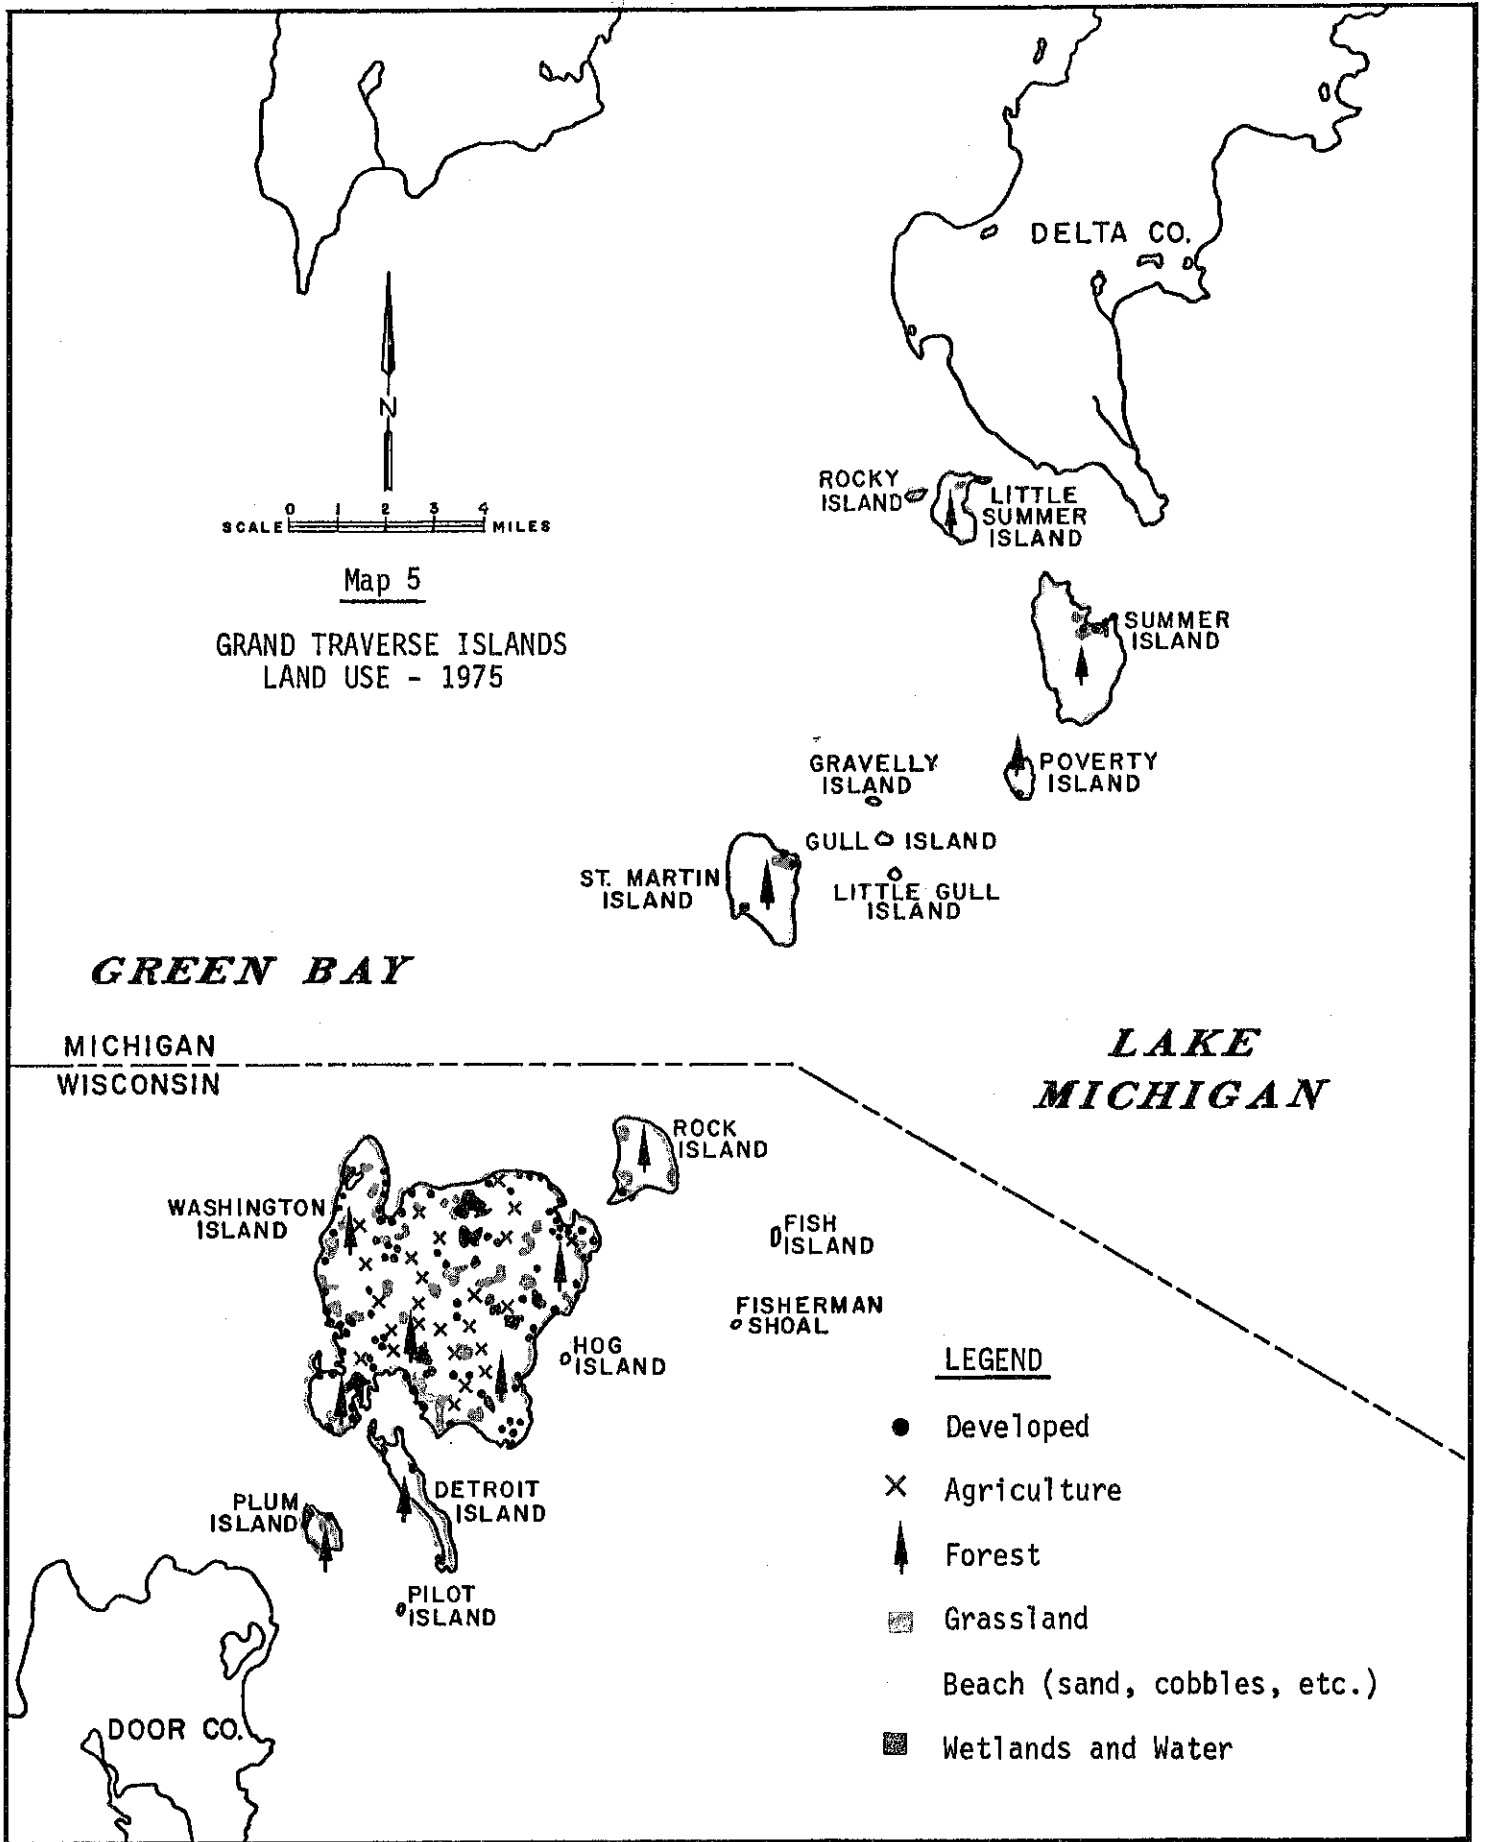 DELTA CO.
N
0 1 2 3 4
SCALE MILES
Map 5
GRAND TRAVERSE ISLANDS
LAND USE - 1975
ROCKY
ISLAND
LITTLE
SUMMER
ISLAND
SUMMER
ISLAND
GRAVELLY
ISLAND
POVERTY
ISLAND
GULL ISLAND
ST. MARTIN
ISLAND
LITTLE GULL
ISLAND
GREEN BAY
LAKE
MICHIGAN
MICHIGAN
WISCONSIN
ROCK
ISLAND
WASHINGTON
ISLAND
FISH
ISLAND
FISHERMAN
SHOAL
HOG
ISLAND
DETROIT
ISLAND
PLUM
ISLAND
PILOT
ISLAND
DOOR CO.
LEGEND
Developed
Agriculture
Forest
Grassland
Beach (sand, cobbles, etc.)
Wetlands and Water